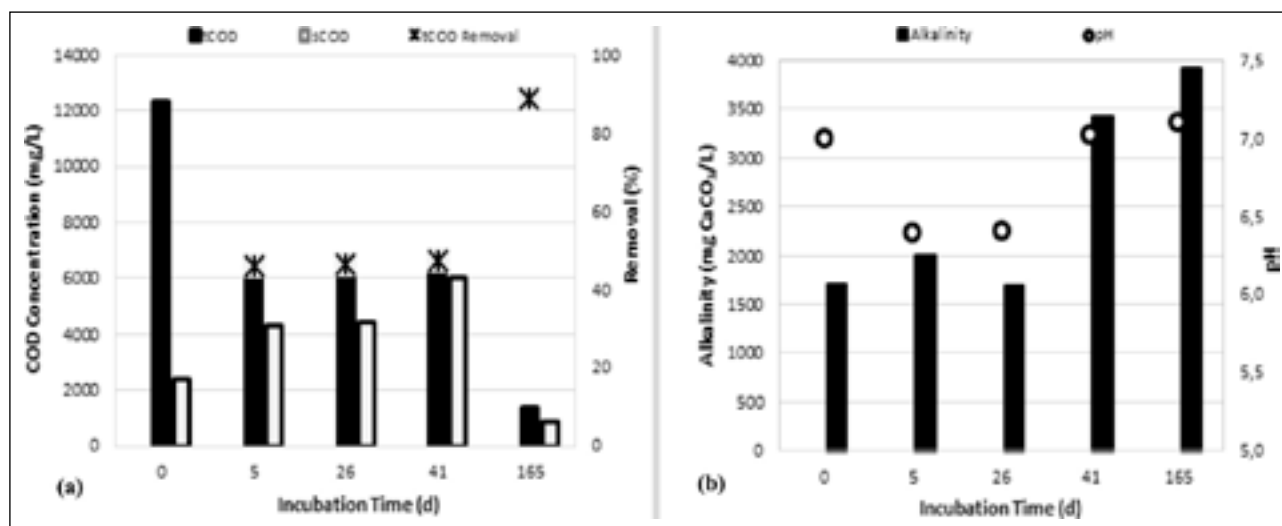 tCOD sCOD tCOD Removal
14000 100
12000 80
10000
8000 60
6000 40
4000
2000 20
0 0
COD Concentration (mg/L)
Removal (%)
0 5 26 41 165
Incubation Time (d)
(a)
Alkalinity pH
4000 7,5
3500
3000 7,0
2500 6,5
2000
1500 6,0
1000 5,5
500
0 5,0
Alkalinity (mg CaCO₃/L)
pH
0 5 26 41 165
Incubation Time (d)
(b)